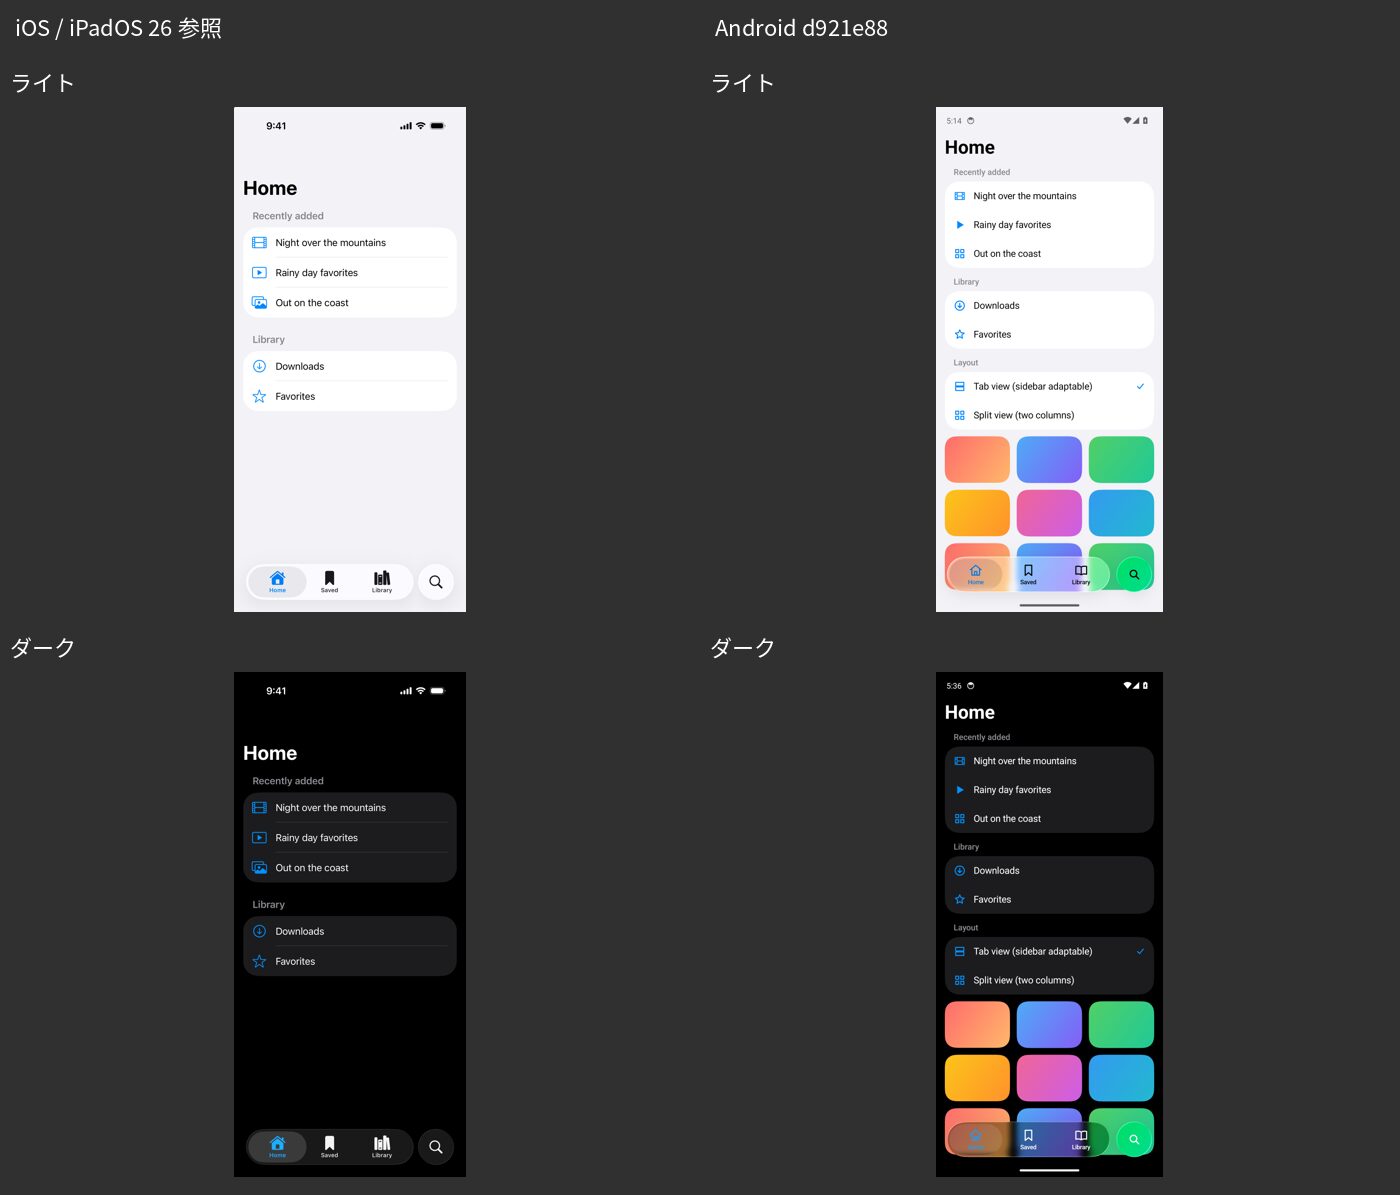 iOS / iPadOS 26 参照
Android d921e88
ライト
ライト
9:41
Home
Recently added
Night over the mountains
Rainy day favorites
Out on the coast
Library
Downloads
Favorites
Home
Saved
Library
5:14
Home
Recently added
Night over the mountains
Rainy day favorites
Out on the coast
Library
Downloads
Favorites
Layout
Tab view (sidebar adaptable)
Split view (two columns)
Home
Saved
Library
ダーク
ダーク
9:41
Home
Recently added
Night over the mountains
Rainy day favorites
Out on the coast
Library
Downloads
Favorites
Home
Saved
Library
5:36
Home
Recently added
Night over the mountains
Rainy day favorites
Out on the coast
Library
Downloads
Favorites
Layout
Tab view (sidebar adaptable)
Split view (two columns)
Saved
Library